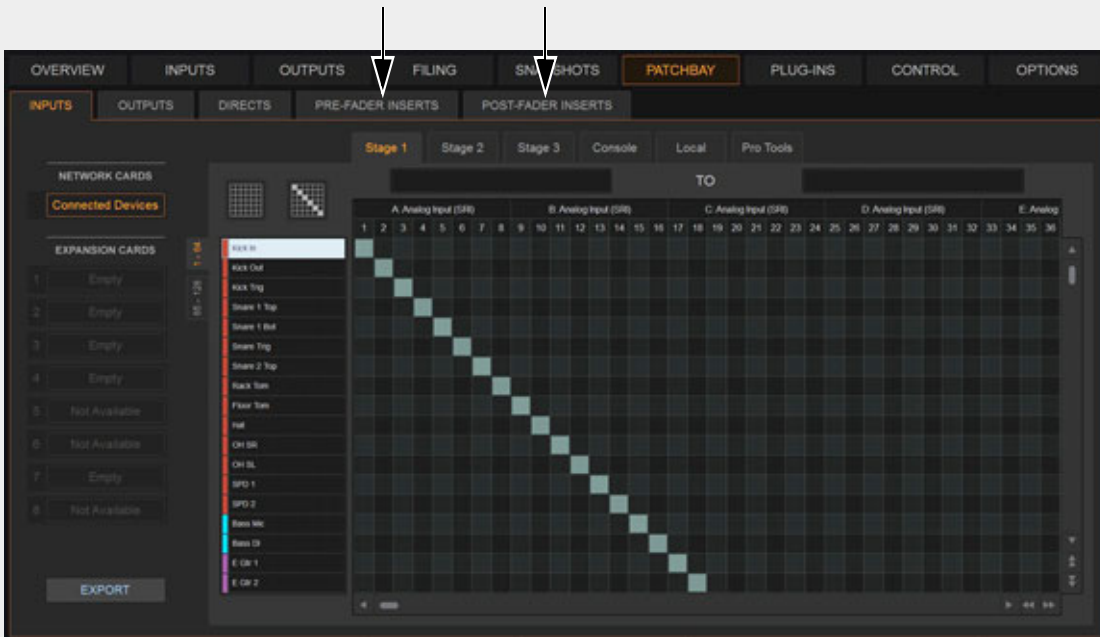 OVERVIEW INPUTS OUTPUTS FILING SNAPSHOTS PATCHBAY PLUG-INS CONTROL OPTIONS
INPUTS OUTPUTS DIRECTS PRE-FADER INSERTS POST-FADER INSERTS
Stage 1 Stage 2 Stage 3 Console Local Pro Tools
NETWORK CARDS
TO
Connected Devices
A: Analog Input (SRI) B: Analog Input (SRI) C: Analog Input (SRI) D: Analog Input (SRI) E: Analog
1 2 3 4 5 6 7 8 9 10 11 12 13 14 15 16 17 18 19 20 21 22 23 24 25 26 27 28 29 30 31 32 33 34 35 36
EXPANSION CARDS
1 - 64
65 - 128
1 Empty
2 Empty
3 Empty
4 Empty
5 Not Available
6 Not Available
7 Empty
8 Not Available
EXPORT
Kick In
Kick Out
Kick Trig
Snare 1 Top
Snare 1 Bot
Snare Trig
Snare 2 Top
Rack Tom
Floor Tom
Hat
OH SR
OH SL
SPD 1
SPD 2
Bass Mic
Bass DI
E Gtr 1
E Gtr 2